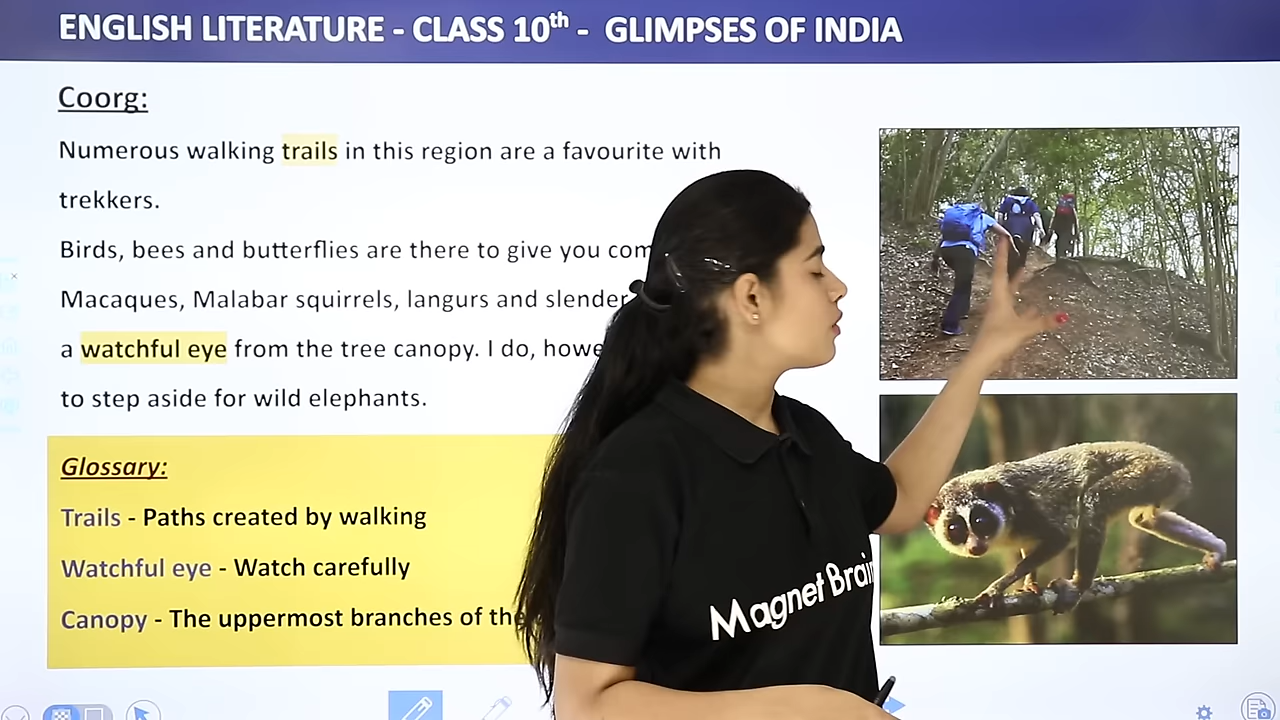 ENGLISH LITERATURE - CLASS 10th - GLIMPSES OF INDIA
Coorg:
Numerous walking trails in this region are a favourite with
trekkers.
Birds, bees and butterflies are there to give you
Macaques, Malabar squirrels, langurs and slender
a watchful eye from the tree canopy. I do,
to step aside for wild elephants.
Glossary:
Trails - Paths created by walking
Watchful eye - Watch carefully
Canopy - The uppermost branches of
Magnet Brain